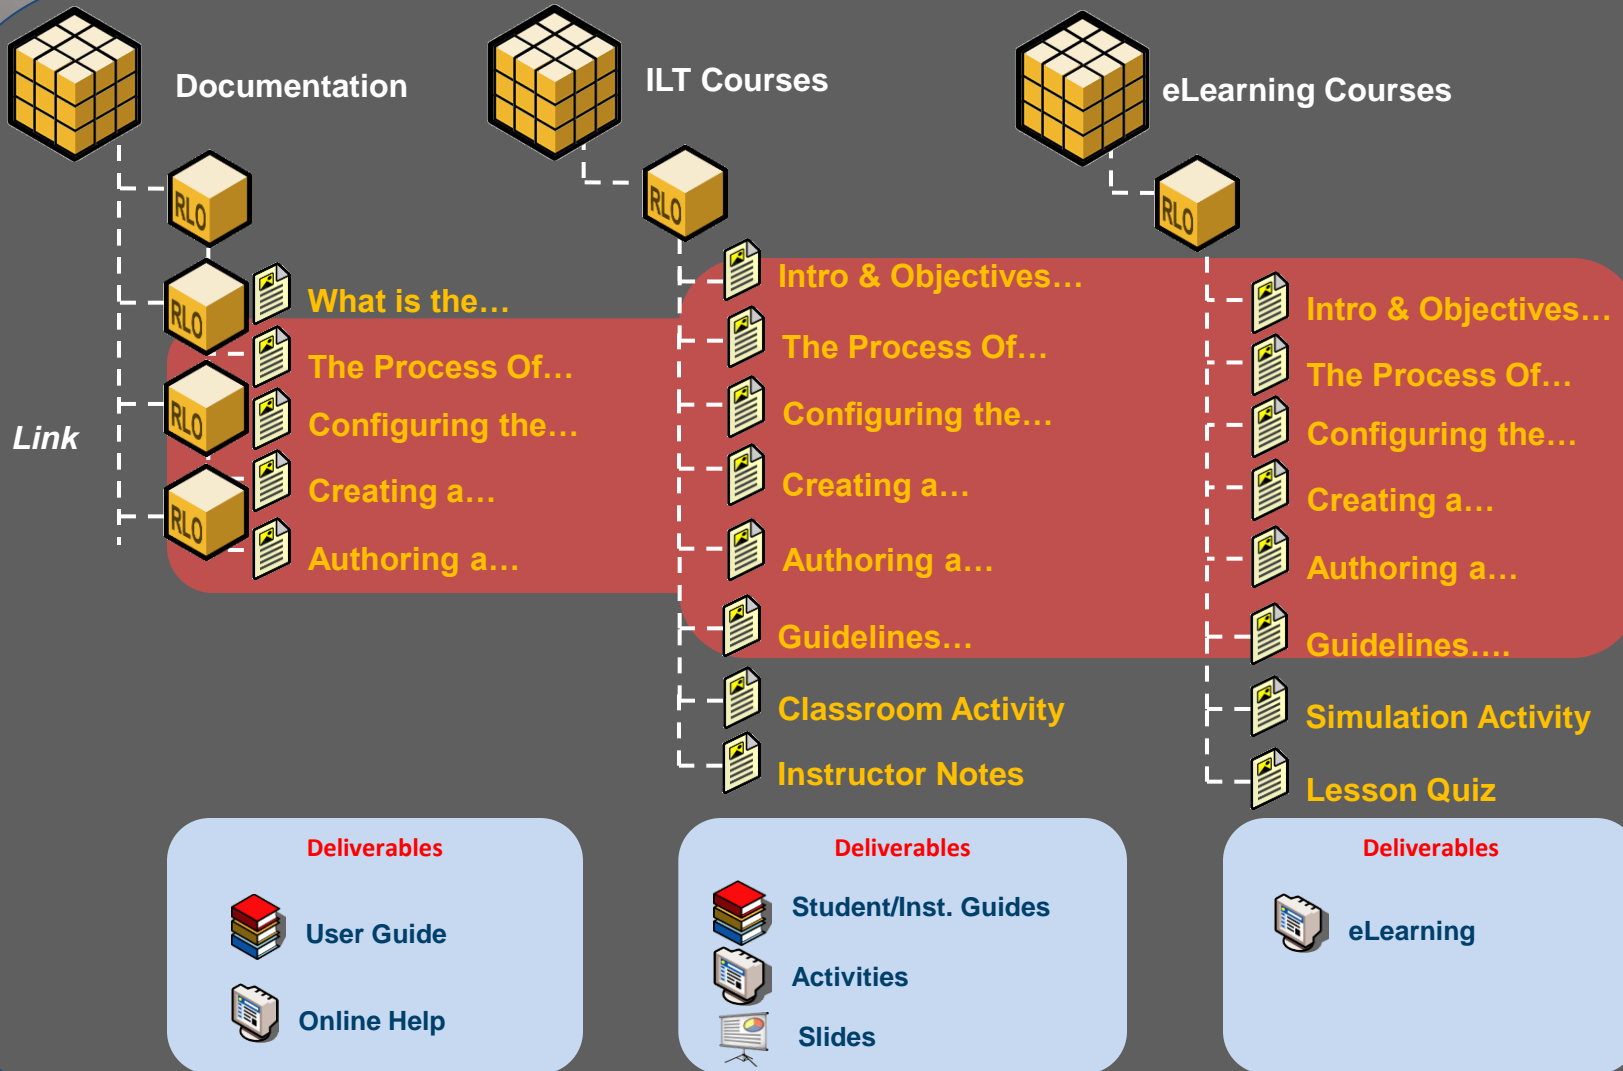 Documentation
RLO
RLO
RLO
RLO
Link
What is the…
The Process Of…
Configuring the…
Creating a…
Authoring a…
Deliverables
User Guide
Online Help
ILT Courses
RLO
Intro & Objectives…
The Process Of…
Configuring the…
Creating a…
Authoring a…
Guidelines…
Classroom Activity
Instructor Notes
Deliverables
Student/Inst. Guides
Activities
Slides
eLearning Courses
RLO
Intro & Objectives…
The Process Of…
Configuring the…
Creating a…
Authoring a…
Guidelines….
Simulation Activity
Lesson Quiz
Deliverables
eLearning